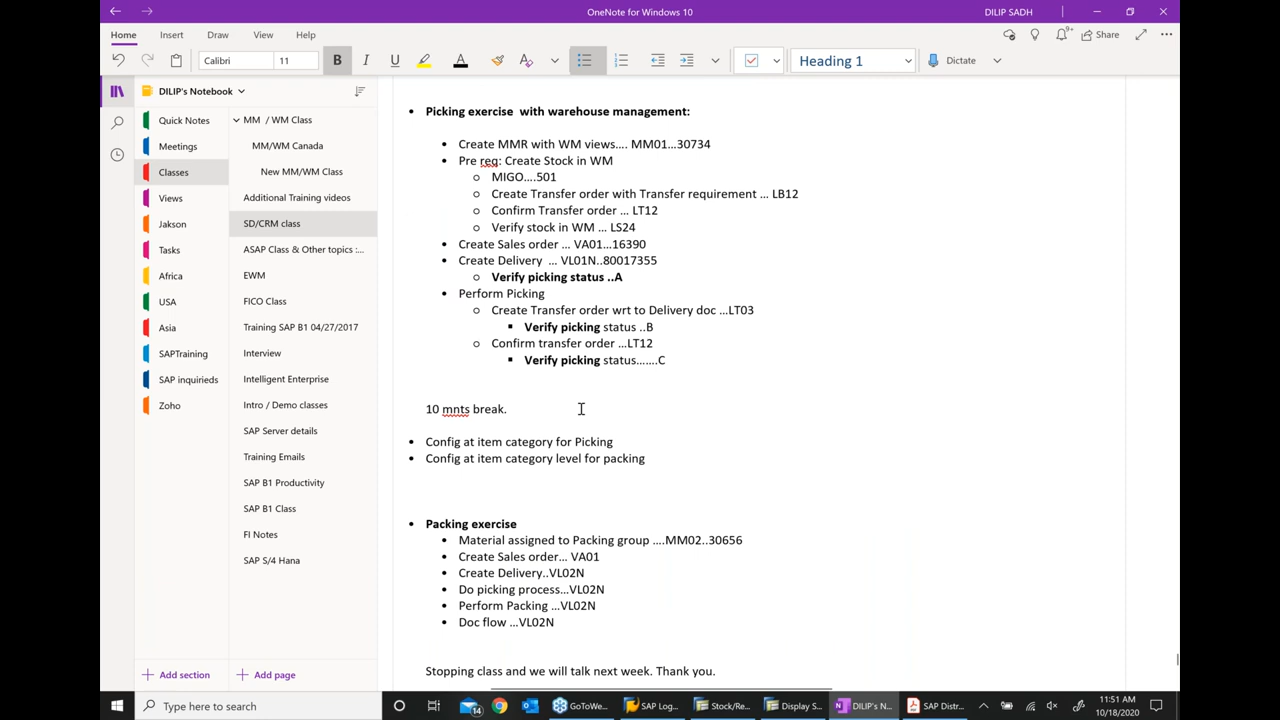 OneNote for Windows 10
DILIP SADH
Home
Insert
Draw
View
Help
9+
Share
Calibri
11
B
I
U
A
Heading 1
Dictate
DILIP's Notebook
Quick Notes
Meetings
Classes
Views
Jakson
Tasks
Africa
USA
Asia
SAPTraining
SAP inquirieds
Zoho
Add section
MM / WM Class
MM/WM Canada
New MM/WM Class
Additional Training videos
SD/CRM class
ASAP Class & Other topics :...
EWM
FICO Class
Training SAP B1 04/27/2017
Interview
Intelligent Enterprise
Intro / Demo classes
SAP Server details
Training Emails
SAP B1 Productivity
SAP B1 Class
FI Notes
SAP S/4 Hana
Add page
• Picking exercise with warehouse management:
• Create MMR with WM views.... MM01...30734
• Pre req: Create Stock in WM
o MIGO....501
o Create Transfer order with Transfer requirement ... LB12
o Confirm Transfer order ... LT12
o Verify stock in WM ... LS24
• Create Sales order ... VA01...16390
• Create Delivery ... VL01N..80017355
o Verify picking status ..A
• Perform Picking
o Create Transfer order wrt to Delivery doc ...LT03
▪ Verify picking status ..B
o Confirm transfer order ...LT12
▪ Verify picking status.......C
10 mnts break.
• Config at item category for Picking
• Config at item category level for packing
• Packing exercise
• Material assigned to Packing group ....MM02..30656
• Create Sales order... VA01
• Create Delivery..VL02N
• Do picking process...VL02N
• Perform Packing ...VL02N
• Doc flow ...VL02N
Stopping class and we will talk next week. Thank you.
Type here to search
14
GoToWe...
SAP Log...
Stock/Re...
Display S...
DILIP's N...
SAP Distr...
11:51 AM
10/18/2020